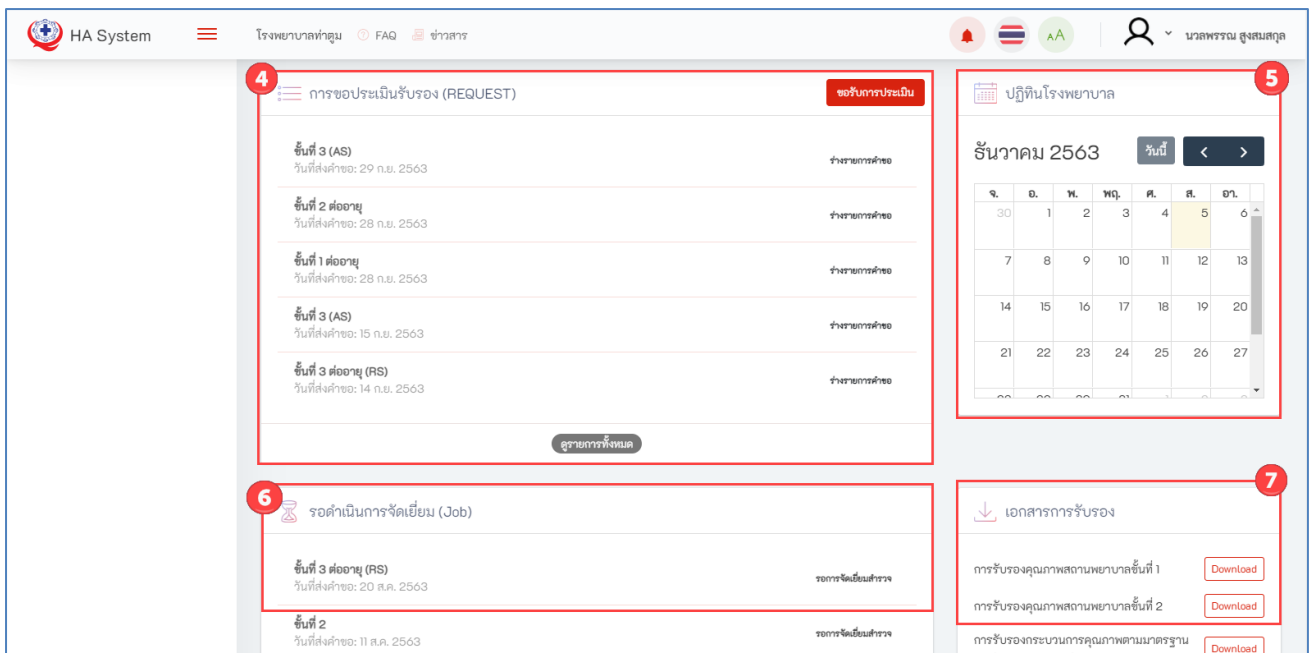 HA System
โรงพยาบาลท่าตูม FAQ ข่าวสาร
AA
นวลพรรณ สูงสมสกุล
4
การขอประเมินรับรอง (REQUEST)
ขอรับการประเมิน
ขั้นที่ 3 (AS)
วันที่ส่งคำขอ: 29 ก.ย. 2563
ร่างรายการคำขอ
ขั้นที่ 2 ต่ออายุ
วันที่ส่งคำขอ: 28 ก.ย. 2563
ร่างรายการคำขอ
ขั้นที่ 1 ต่ออายุ
วันที่ส่งคำขอ: 28 ก.ย. 2563
ร่างรายการคำขอ
ขั้นที่ 3 (AS)
วันที่ส่งคำขอ: 15 ก.ย. 2563
ร่างรายการคำขอ
ขั้นที่ 3 ต่ออายุ (RS)
วันที่ส่งคำขอ: 14 ก.ย. 2563
ร่างรายการคำขอ
ดูรายการทั้งหมด
5
ปฏิทินโรงพยาบาล
ธันวาคม 2563
วันนี้
จ. อ. พ. พฤ. ศ. ส. อา.
30 1 2 3 4 5 6
7 8 9 10 11 12 13
14 15 16 17 18 19 20
21 22 23 24 25 26 27
6
รอดำเนินการจัดเยี่ยม (Job)
ขั้นที่ 3 ต่ออายุ (RS)
วันที่ส่งคำขอ: 20 ส.ค. 2563
รอการจัดเยี่ยมสำรวจ
ขั้นที่ 2
วันที่ส่งคำขอ: 11 ส.ค. 2563
รอการจัดเยี่ยมสำรวจ
7
เอกสารการรับรอง
การรับรองคุณภาพสถานพยาบาลขั้นที่ 1
Download
การรับรองคุณภาพสถานพยาบาลขั้นที่ 2
Download
การรับรองกระบวนการคุณภาพตามมาตรฐาน
Download